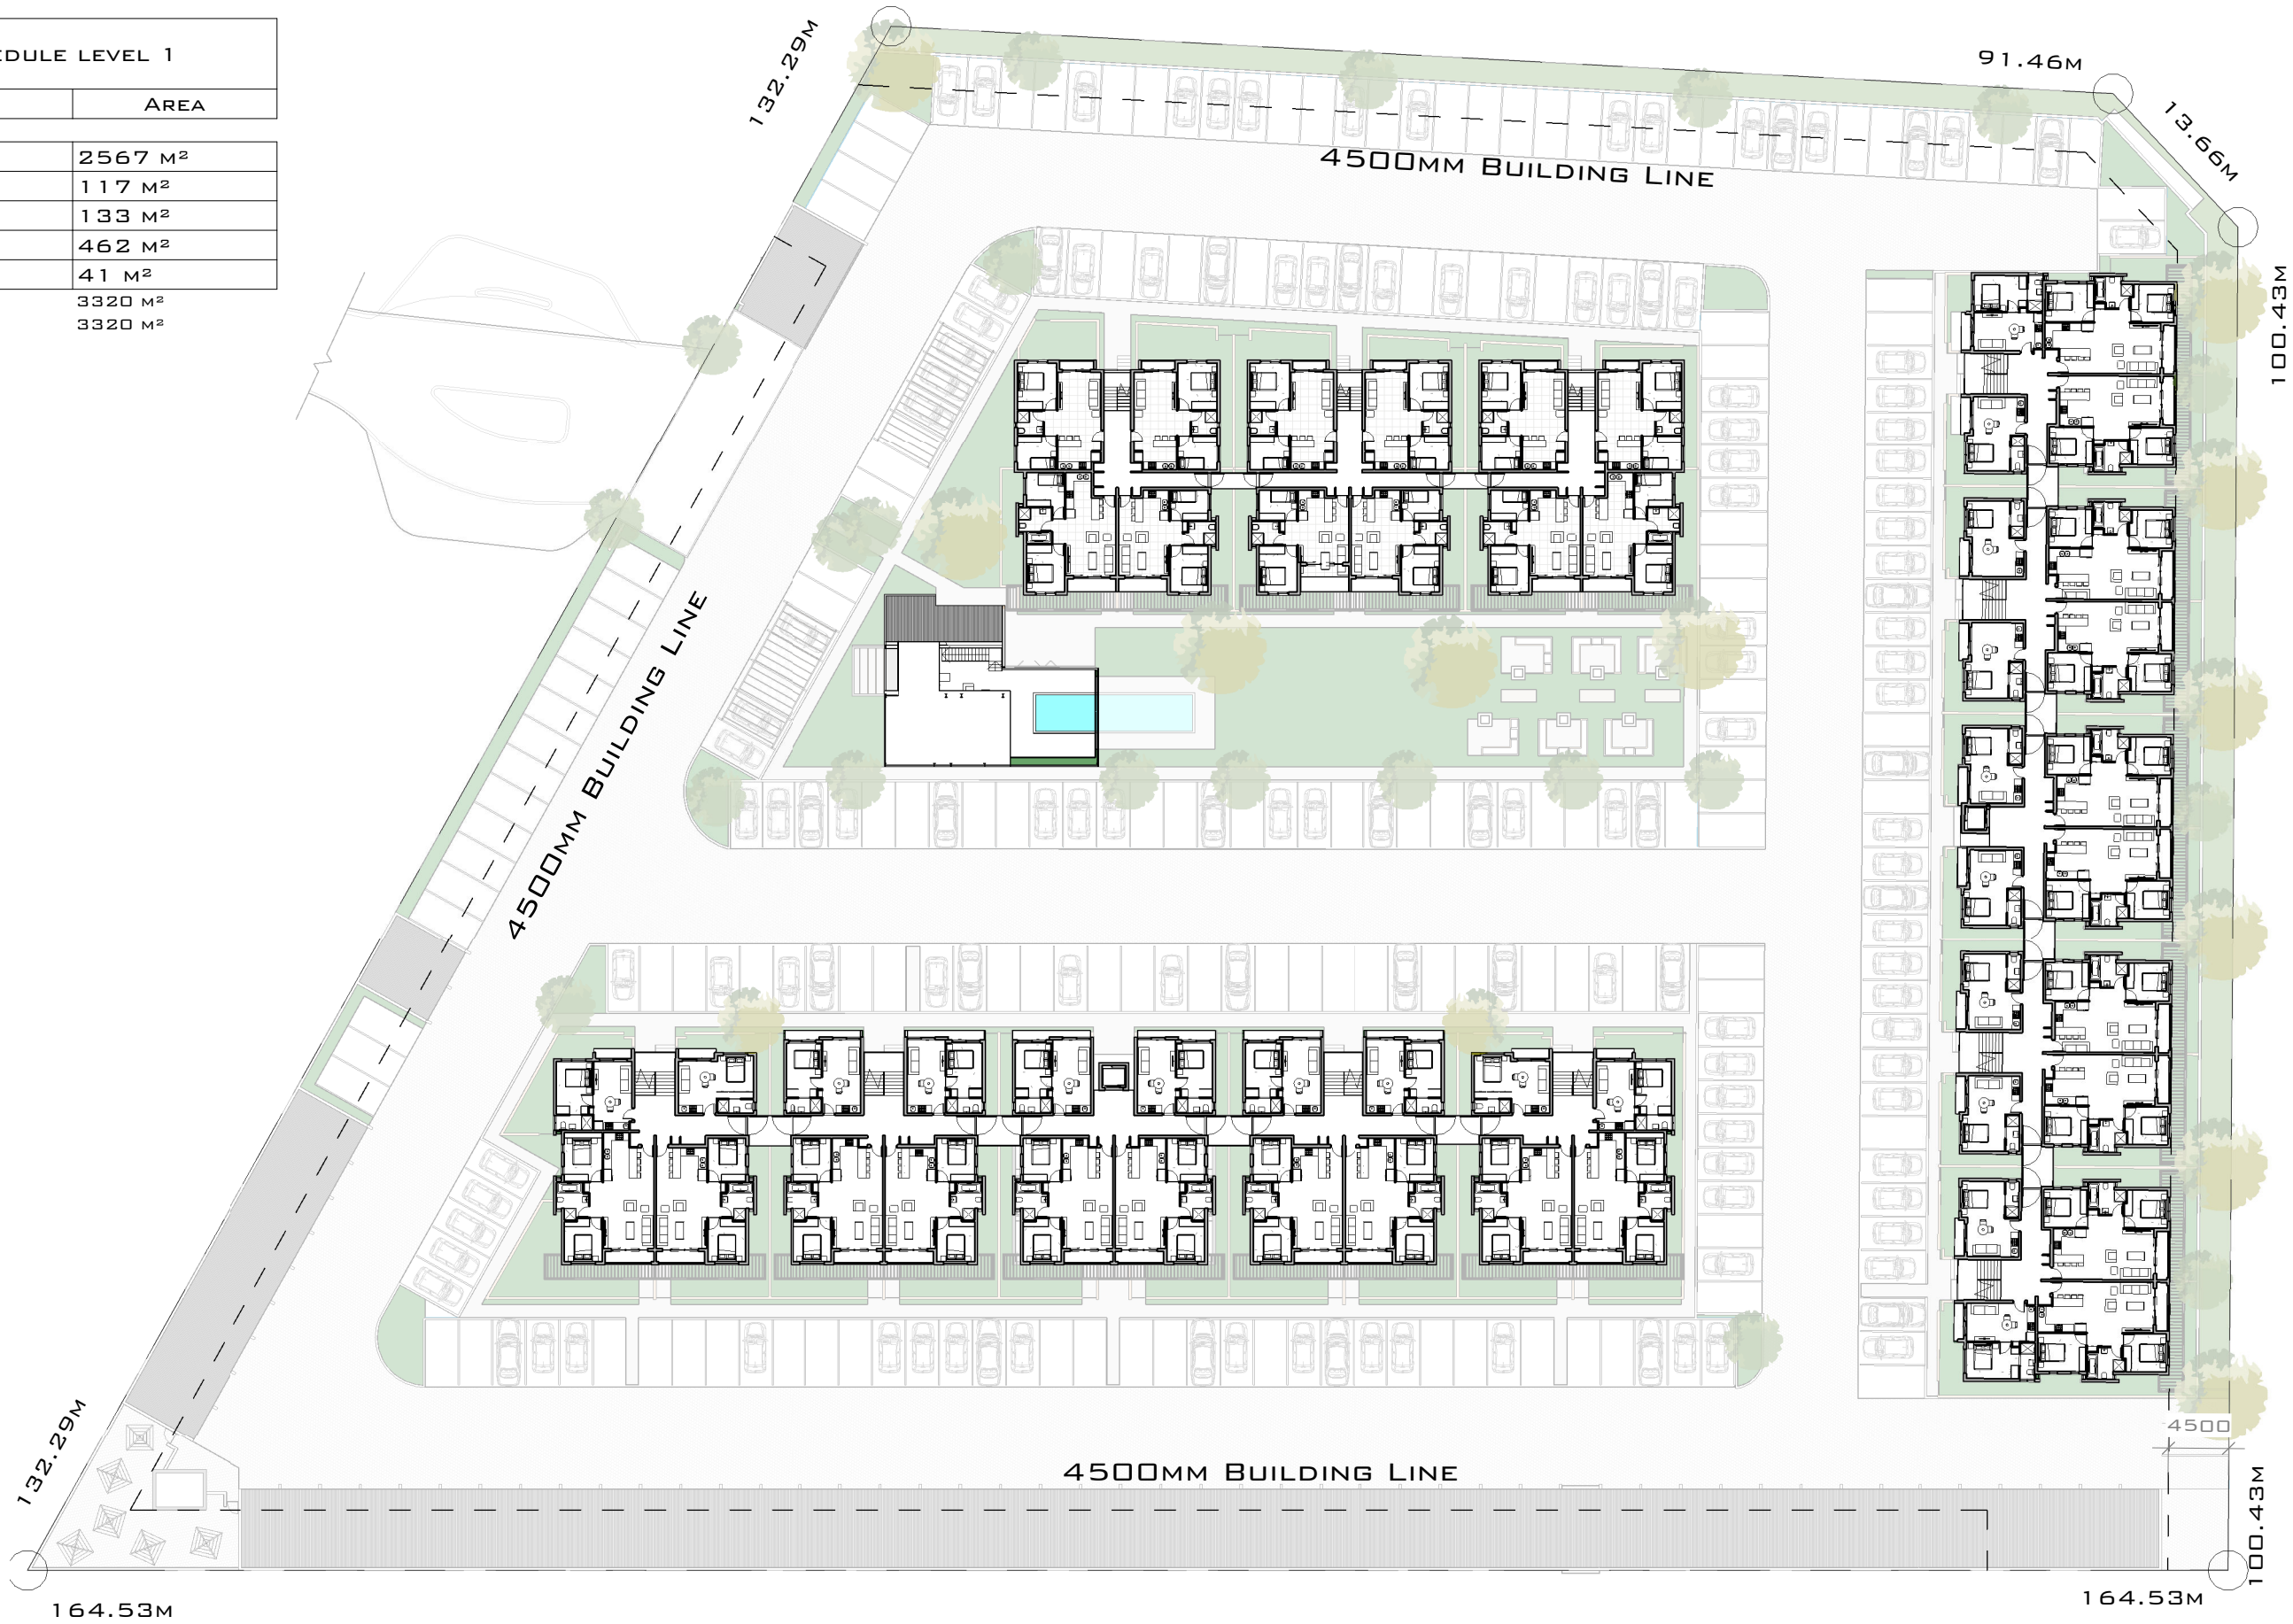 EDULE LEVEL 1
AREA
2567 M²
117 M²
133 M²
462 M²
41 M²
3320 M²
3320 M²
132.29M
91.46M
13.66M
100.43M
4500MM BUILDING LINE
4500MM BUILDING LINE
4500
132.29M
4500MM BUILDING LINE
100.43M
164.53M
164.53M